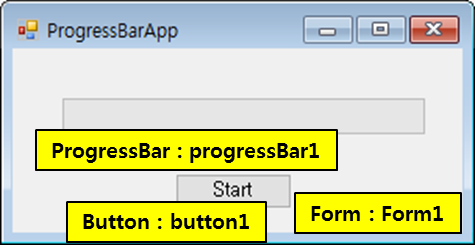 ProgressBarApp
ProgressBar : progressBar1
Start
Button : button1
Form : Form1